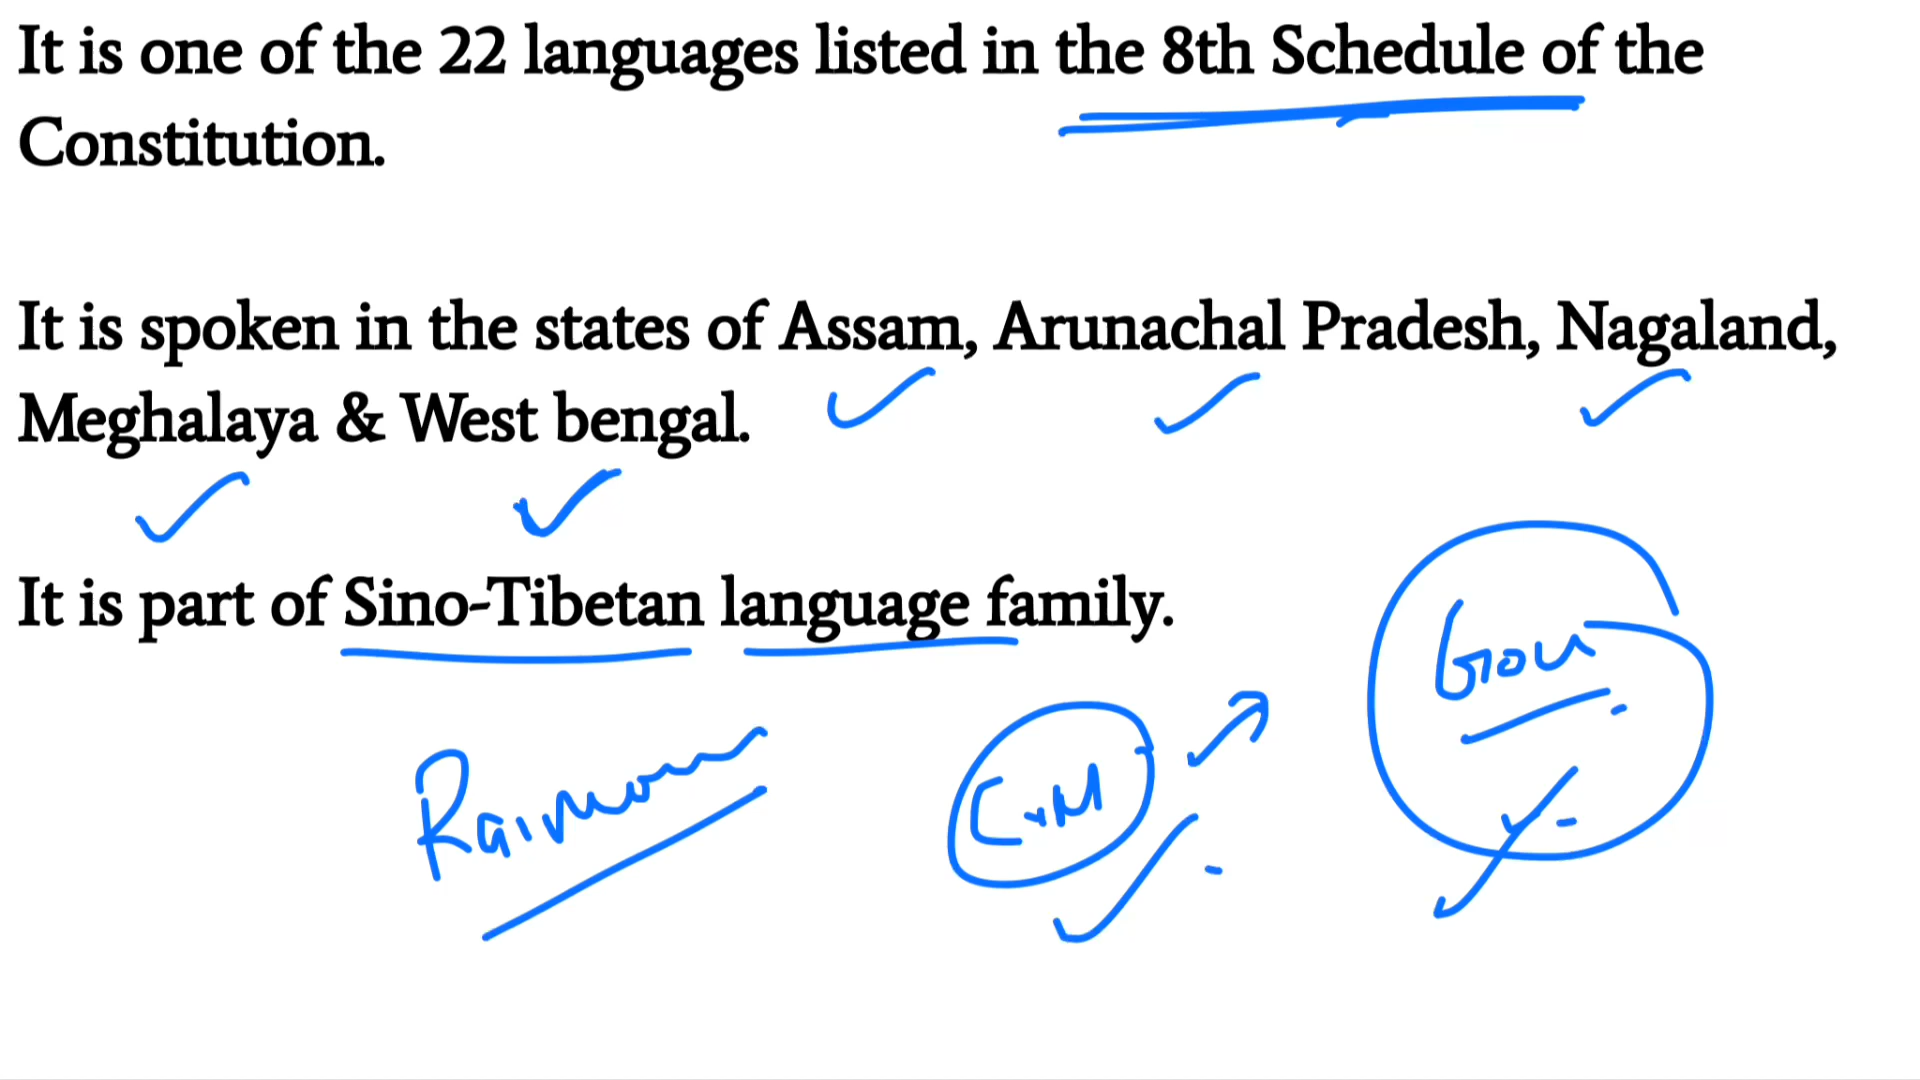 It is one of the 22 languages listed in the 8th Schedule of the
Constitution.
It is spoken in the states of Assam, Arunachal Pradesh, Nagaland,
Meghalaya & West bengal.
It is part of Sino-Tibetan language family.